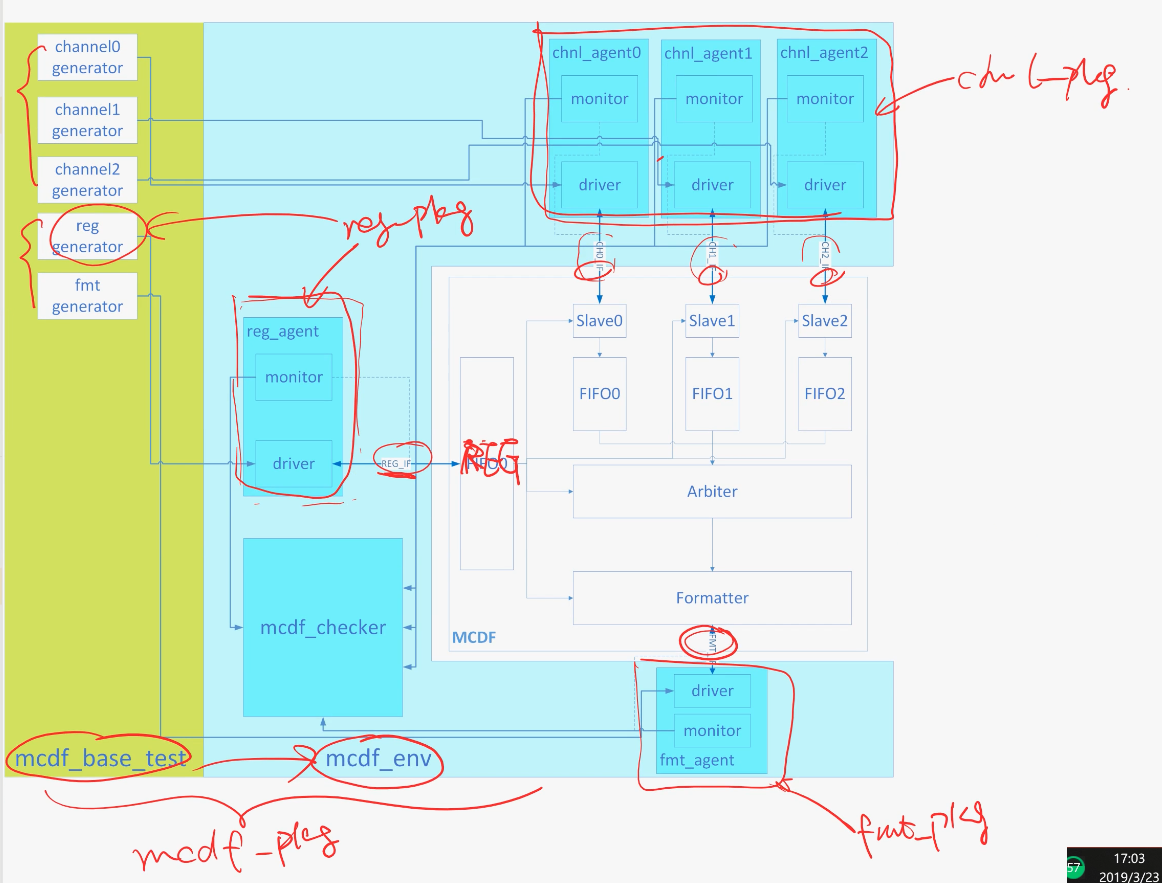 channel0
generator
channel1
generator
channel2
generator
reg
generator
fmt
generator
chnl_agent0
chnl_agent1
chnl_agent2
monitor
monitor
monitor
driver
driver
driver
chnl_pkg
reg_pkg
CH0_IF
CH1_IF
CH2_IF
reg_agent
monitor
driver
REG_IF
REG
Slave0
Slave1
Slave2
FIFO0
FIFO1
FIFO2
Arbiter
Formatter
MCDF
mcdf_checker
driver
monitor
fmt_agent
mcdf_base_test
mcdf_env
mcdf_pkg
fmt_pkg
57
17:03
2019/3/23